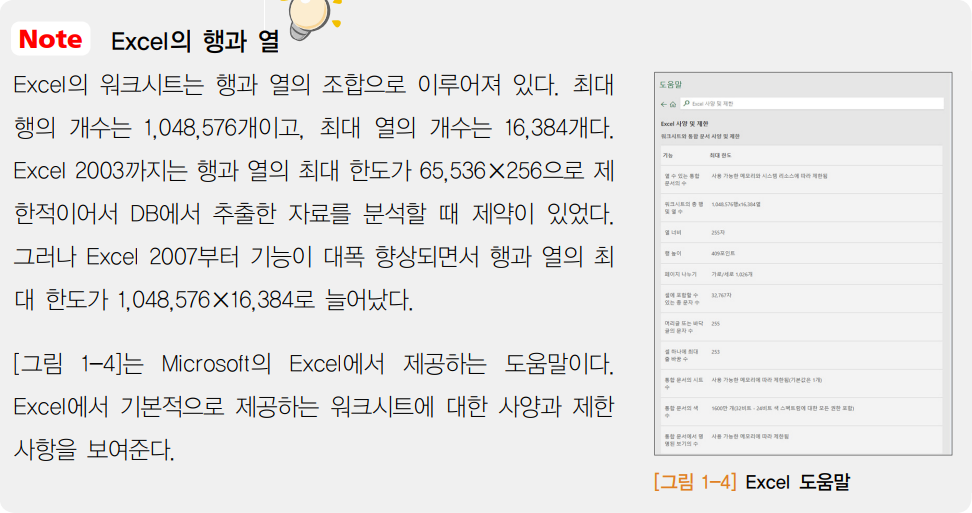 Note Excel의 행과 열
Excel의 워크시트는 행과 열의 조합으로 이루어져 있다. 최대
행의 개수는 1,048,576개이고, 최대 열의 개수는 16,384개다.
Excel 2003까지는 행과 열의 최대 한도가 65,536×256으로 제
한적이어서 DB에서 추출한 자료를 분석할 때 제약이 있었다.
그러나 Excel 2007부터 기능이 대폭 향상되면서 행과 열의 최
대 한도가 1,048,576×16,384로 늘어났다.
[그림 1-4]는 Microsoft의 Excel에서 제공하는 도움말이다.
Excel에서 기본적으로 제공하는 워크시트에 대한 사양과 제한
사항을 보여준다.
도움말
Excel 사양 및 제한
Excel 사양 및 제한
워크시트와 통합 문서 사양 및 제한
기능 최대 한도
열 수 있는 통합 사용 가능한 메모리와 시스템 리소스에 따라 제한됨
문서의 수
워크시트의 총 행 1,048,576행x16,384열
및 열 수
열 너비 255자
행 높이 409포인트
페이지 나누기 가로/세로 1,026개
셀에 포함할 수 32,767자
있는 총 문자 수
머리글 또는 바닥 255
글의 문자 수
셀 하나에 최대 253
줄 바꿈 수
통합 문서의 시트 사용 가능한 메모리에 따라 제한됨(기본값은 1개)
수
통합 문서의 색 1600만 개(32비트 - 24비트 색 스펙트럼에 대한 모든 권한 포함)
수
통합 문서에서 명 사용 가능한 메모리에 따라 제한됨
명된 보기의 수
[그림 1-4] Excel 도움말